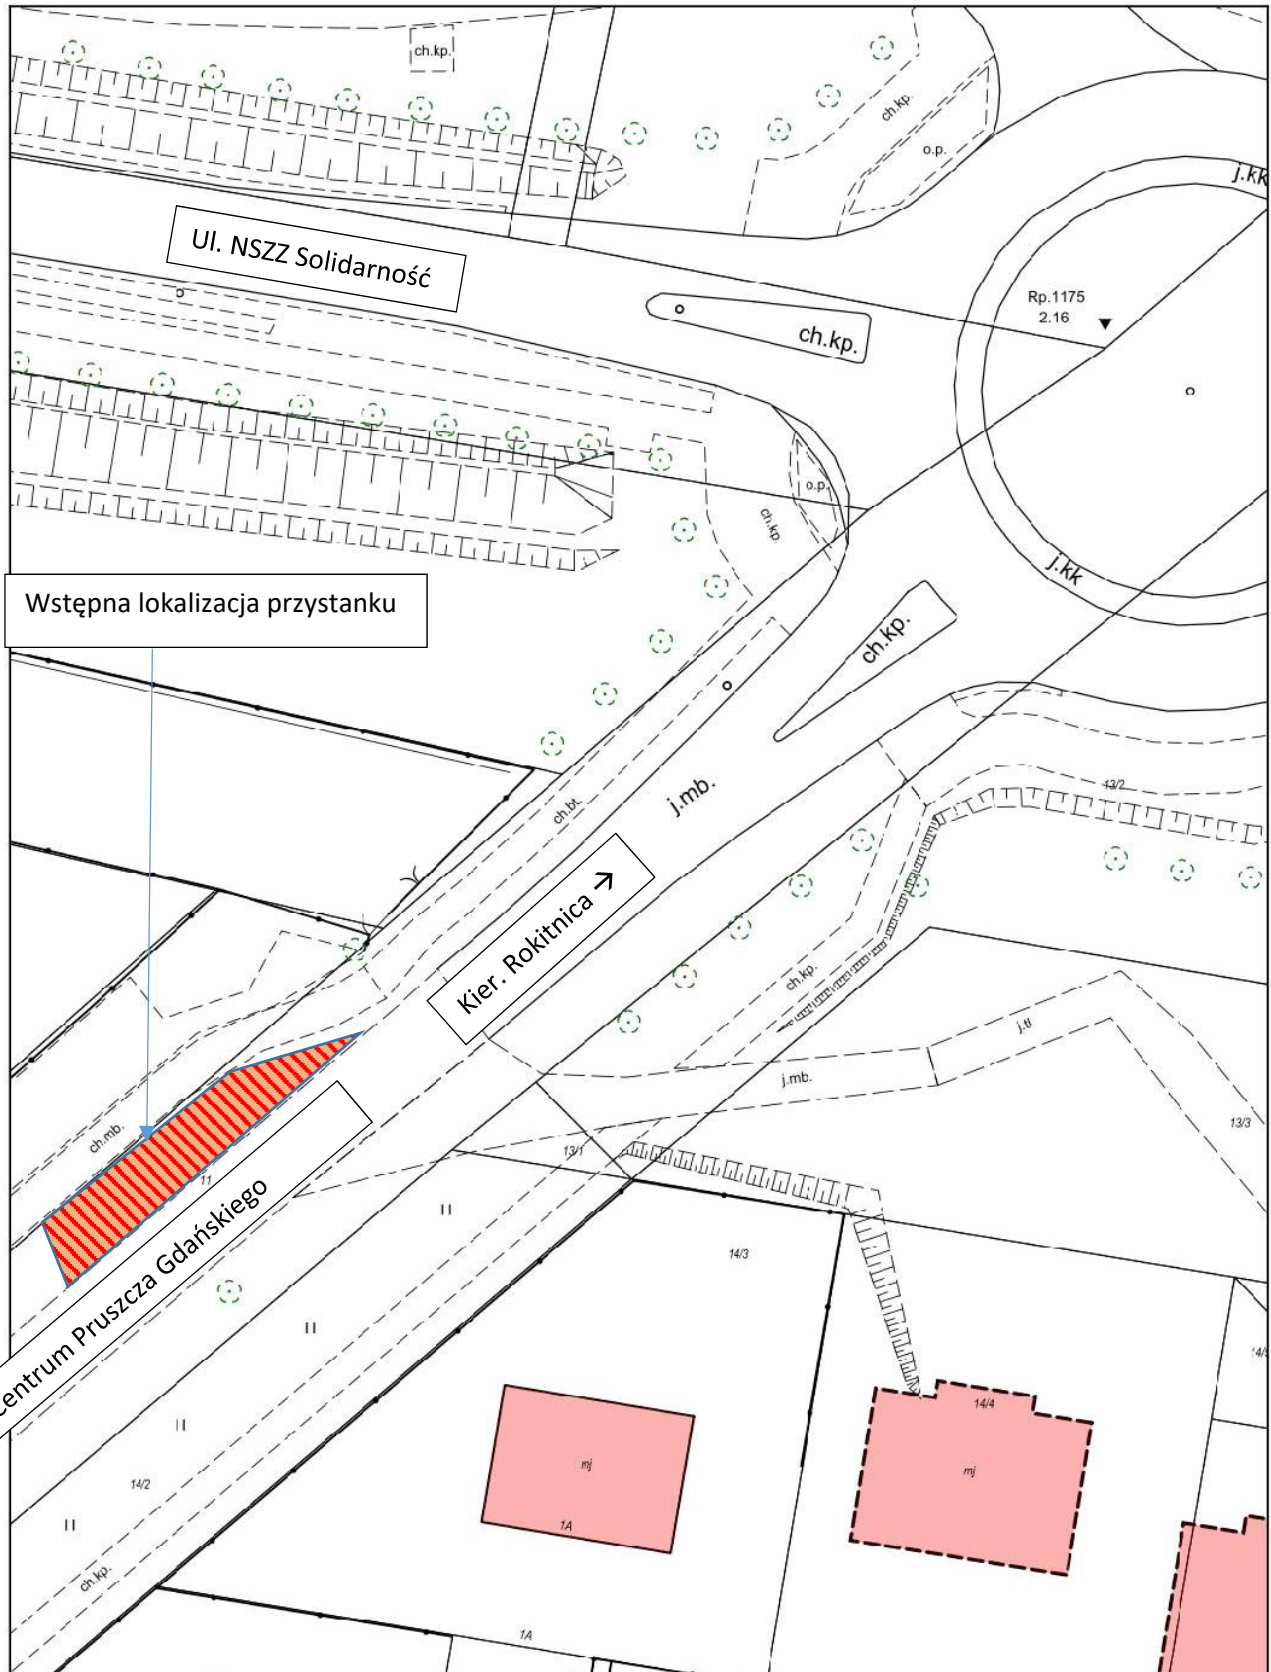 ch.kp.
ch.kp.
o.p.
j.kk
Ul. NSZZ Solidarność
Rp.1175
2.16
ch.kp.
o.p.
ch.kp.
j.kk
Wstępna lokalizacja przystanku
ch.kp.
13/2
j.mb.
ch.bt.
Kier. Rokitnica →
ch.kp.
j.tł
j.mb.
13/3
ch.mb.
13/1
11
centrum Pruszcza Gdańskiego
14/3
14/4
mj
mj
14/2
1A
ch.kp.
1A